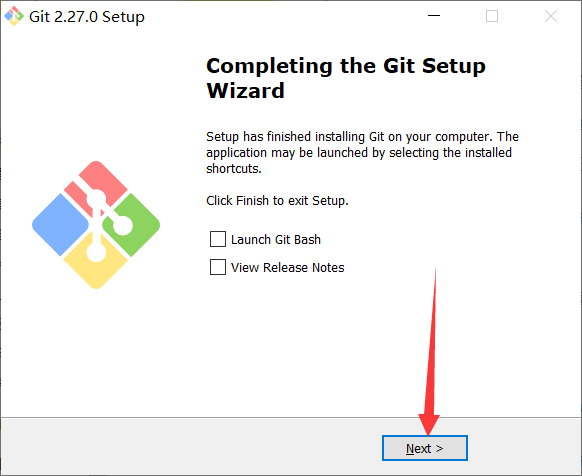 Git 2.27.0 Setup
Completing the Git Setup
Wizard
Setup has finished installing Git on your computer. The
application may be launched by selecting the installed
shortcuts.
Click Finish to exit Setup.
Launch Git Bash
View Release Notes
Next >